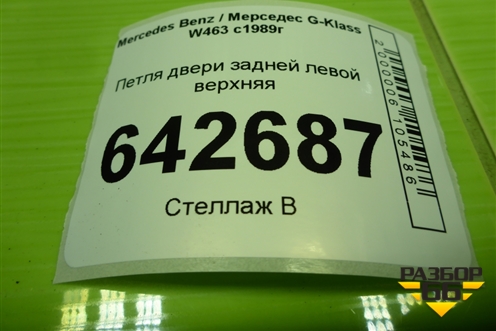 Mercedes Benz / Мерседес G-Klass
W463 с1989г
Петля двери задней левой
верхняя
642687
Стеллаж В
2000006105486
РАЗБОР